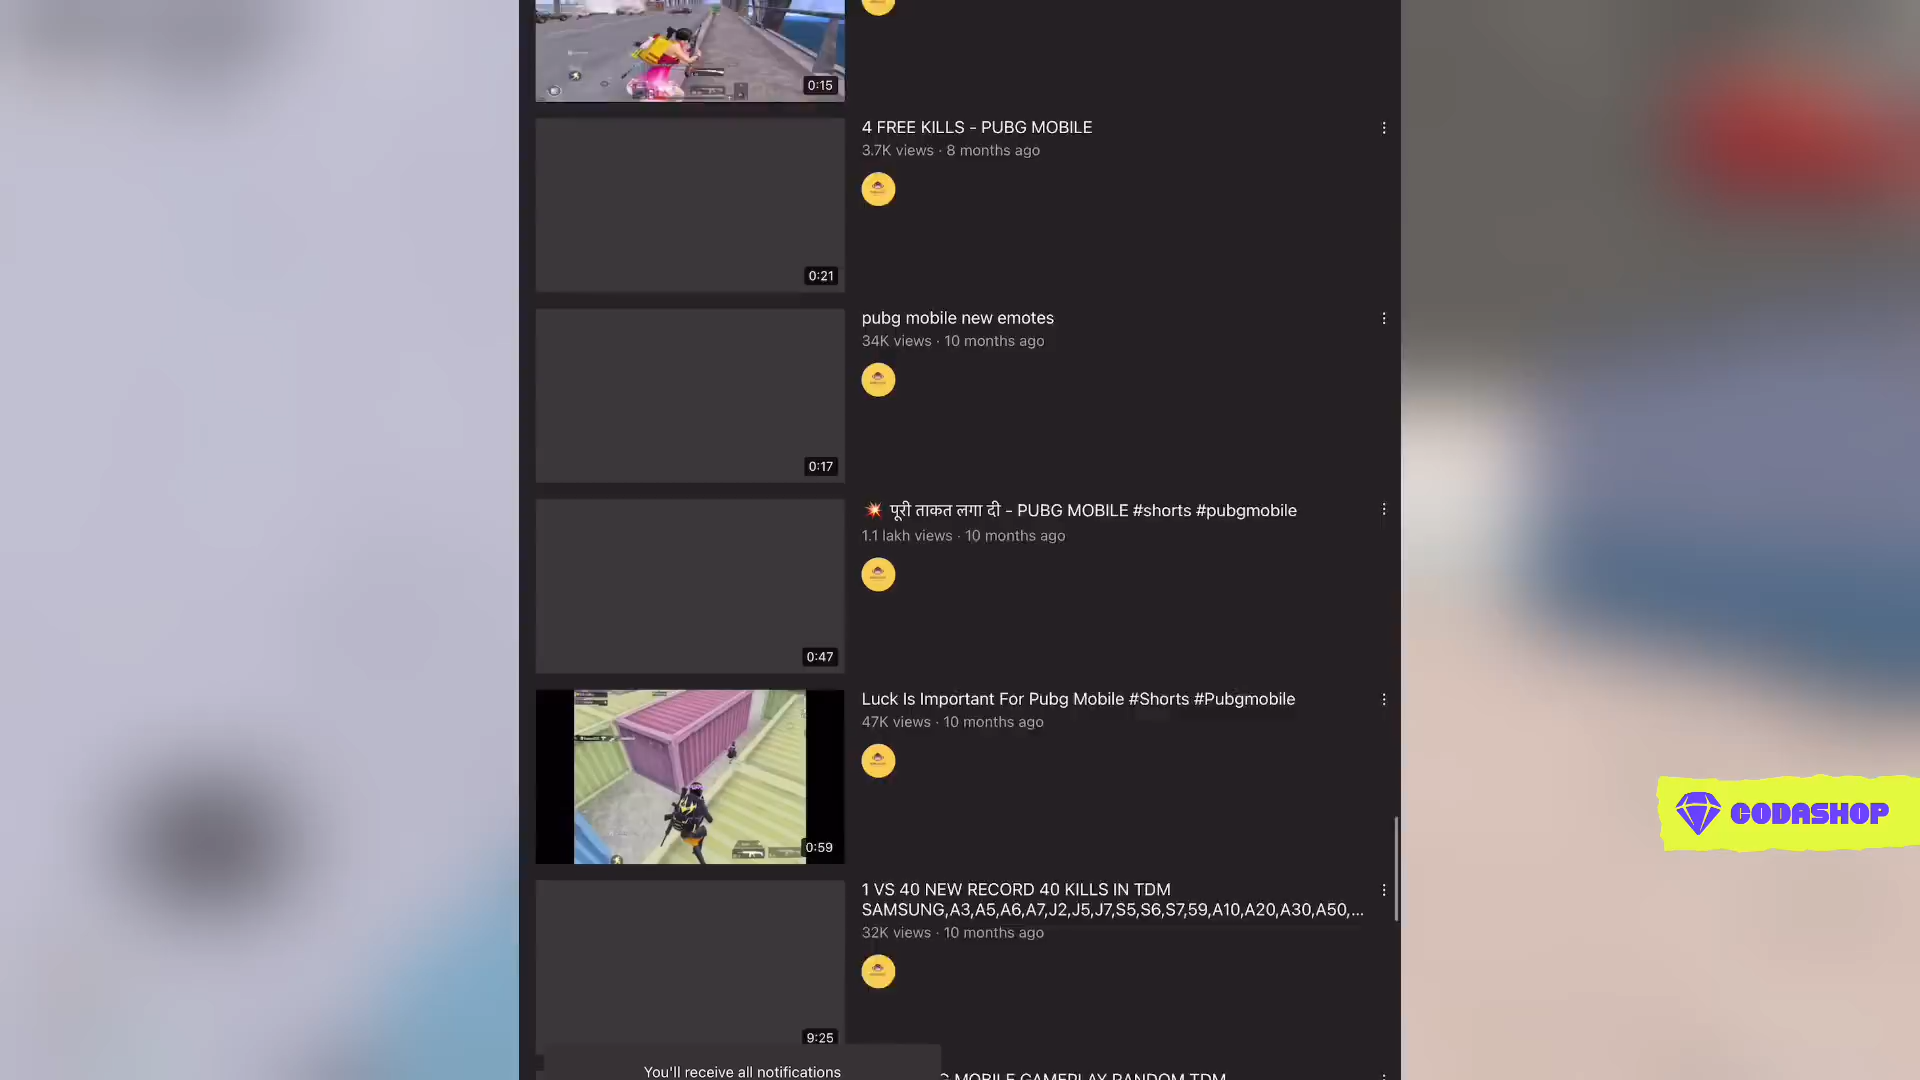 0:15
4 FREE KILLS - PUBG MOBILE
3.7K views · 8 months ago
0:21
pubg mobile new emotes
34K views · 10 months ago
0:17
💥 पूरी ताकत लगा दी - PUBG MOBILE #shorts #pubgmobile
1.1 lakh views · 10 months ago
0:47
Luck Is Important For Pubg Mobile #Shorts #Pubgmobile
47K views · 10 months ago
0:59
CODASHOP
1 VS 40 NEW RECORD 40 KILLS IN TDM
SAMSUNG,A3,A5,A6,A7,J2,J5,J7,S5,S6,S7,59,A10,A20,A30,A50,...
32K views · 10 months ago
9:25
You'll receive all notifications
MOBILE GAMEPLAY RANDOM TDM